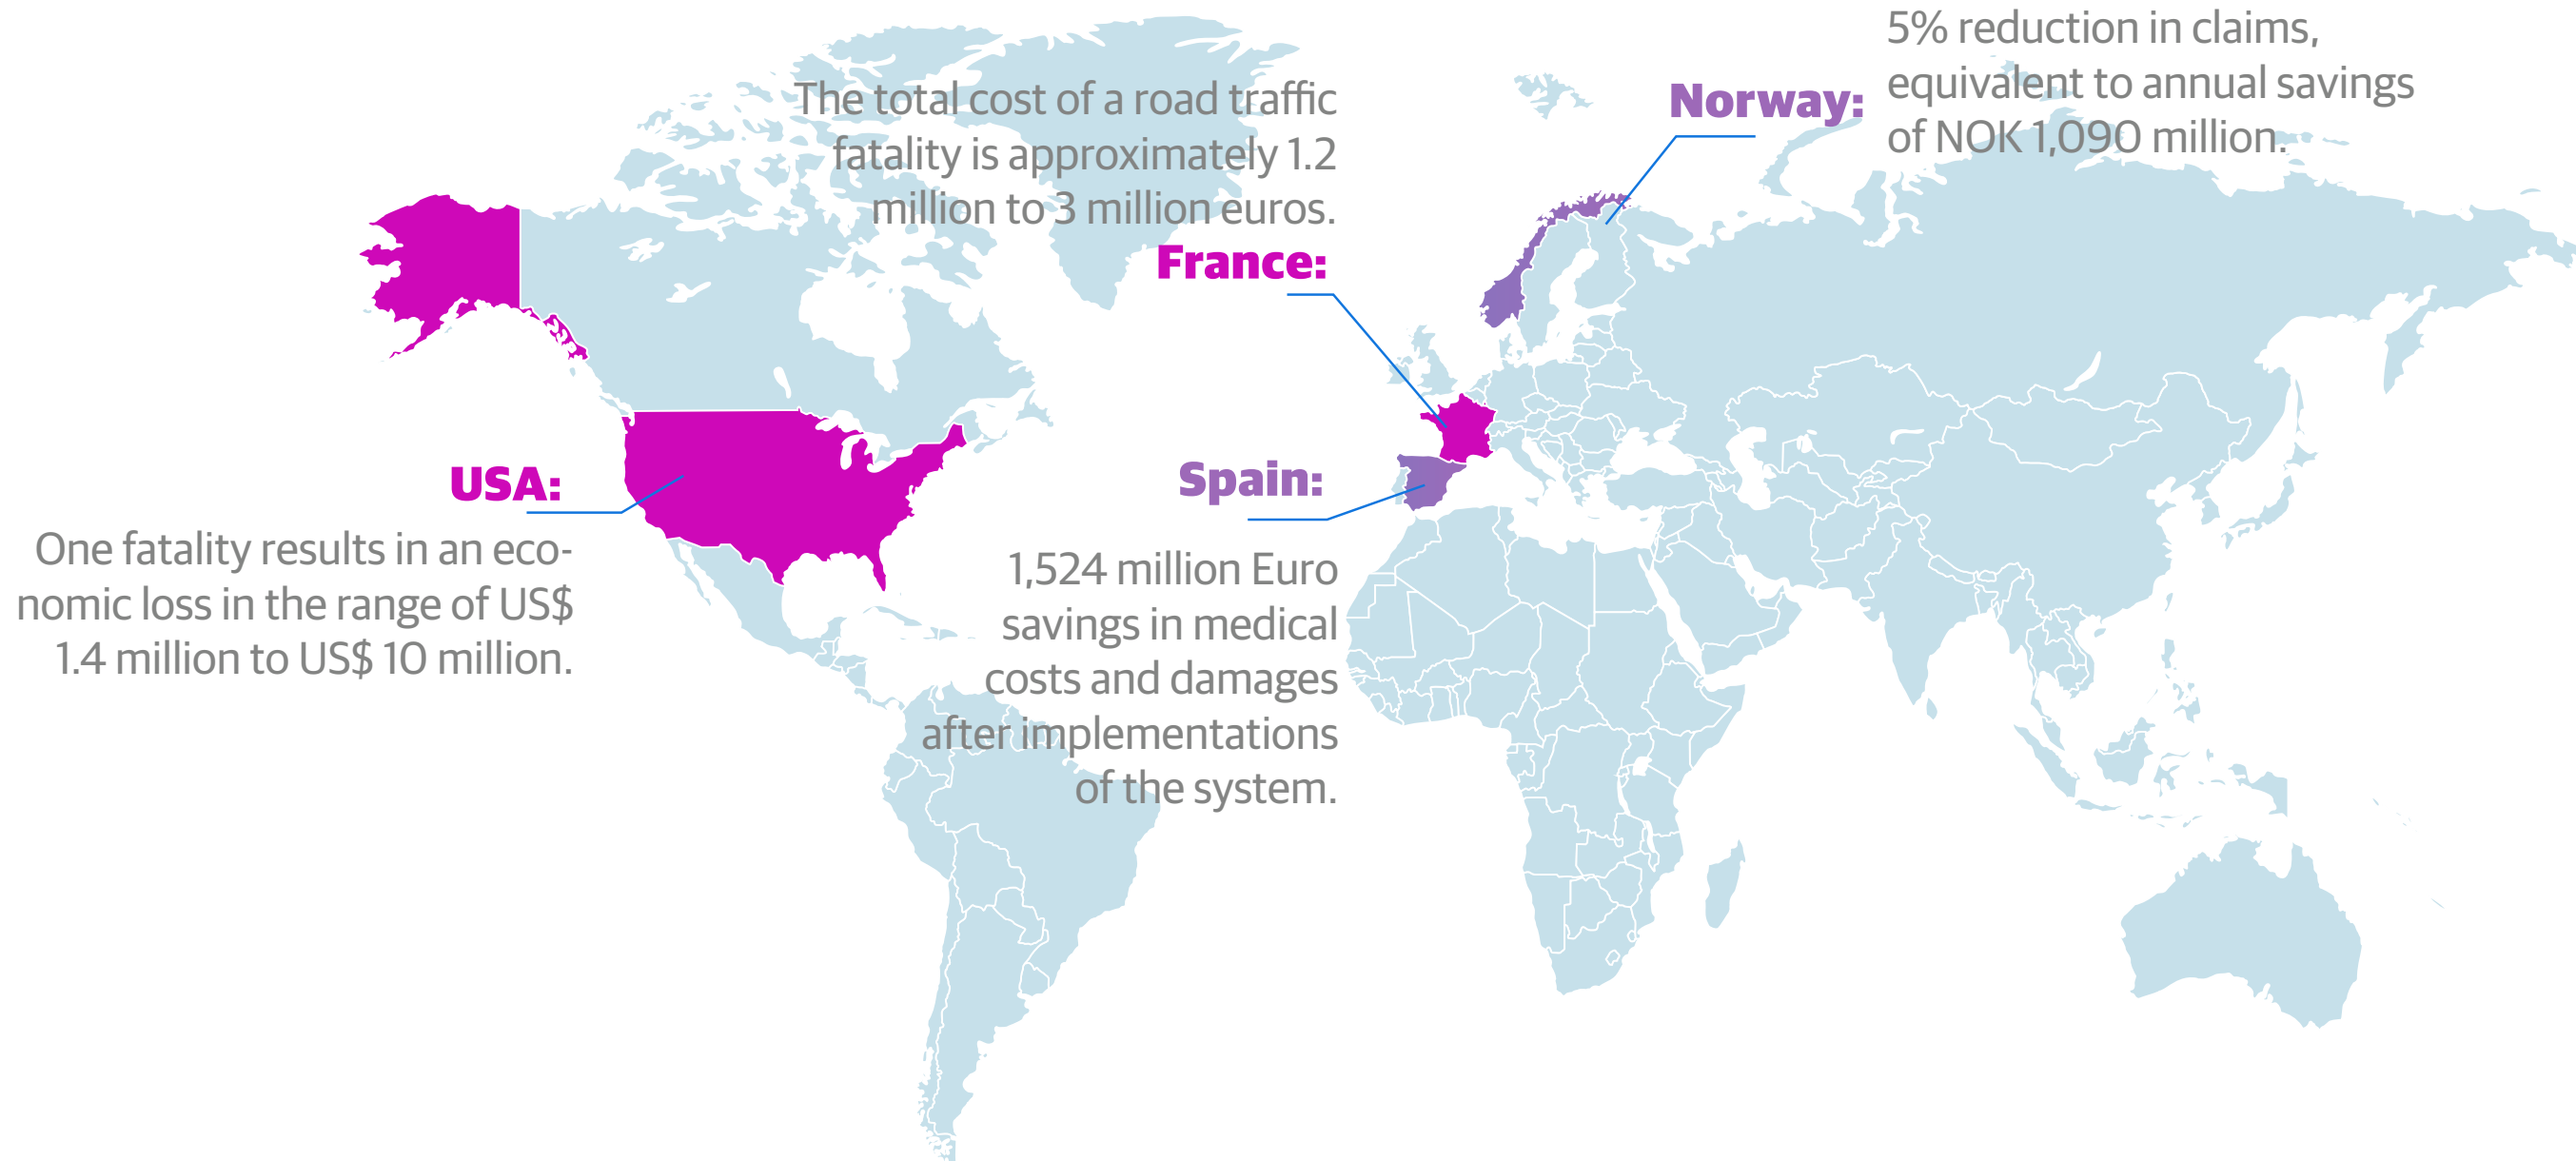 5% reduction in claims,
equivalent to annual savings
of NOK 1,090 million.
Norway:
The total cost of a road traffic
fatality is approximately 1.2
million to 3 million euros.
France:
USA:
One fatality results in an eco-
nomic loss in the range of US$
1.4 million to US$ 10 million.
Spain:
1,524 million Euro
savings in medical
costs and damages
after implementations
of the system.